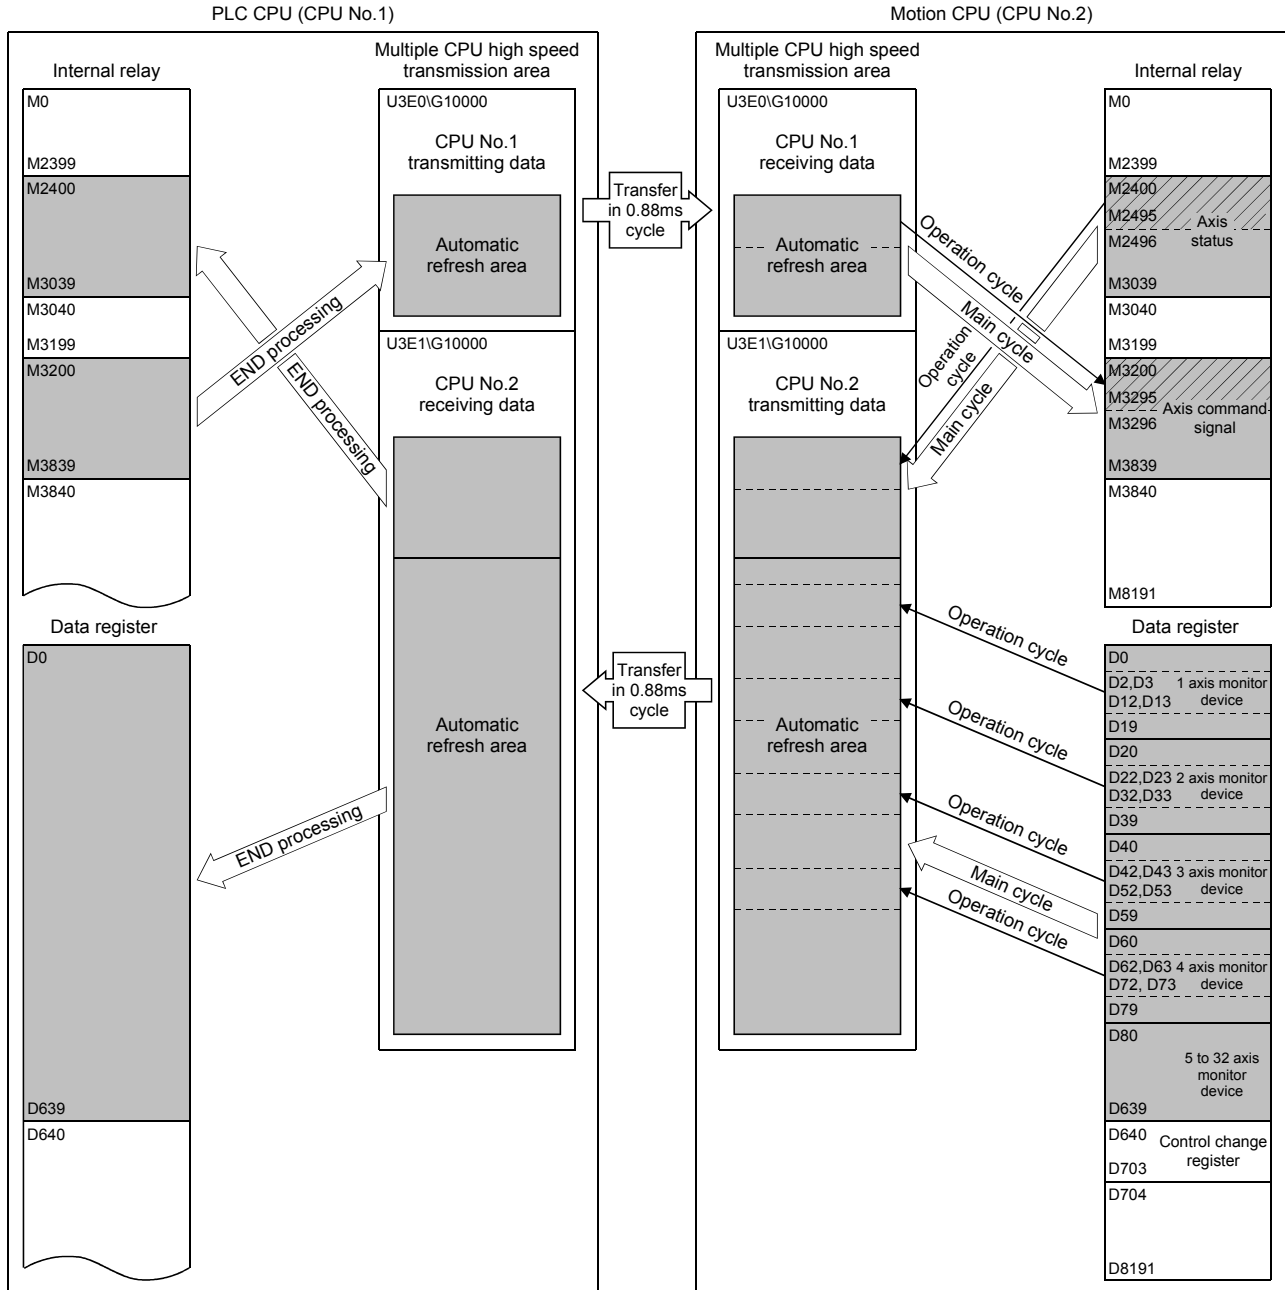 PLC CPU (CPU No.1)
Internal relay
M0
M2399
M2400
M3039
M3040
M3199
M3200
M3839
M3840
Data register
D0
D639
D640
END processing
END processing
END processing
Multiple CPU high speed
transmission area
U3E0\G10000
CPU No.1
transmitting data
Automatic
refresh area
U3E1\G10000
CPU No.2
receiving data
Automatic
refresh area
Transfer
in 0.88ms
cycle
Transfer
in 0.88ms
cycle
Motion CPU (CPU No.2)
Multiple CPU high speed
transmission area
U3E0\G10000
CPU No.1
receiving data
Automatic
refresh area
U3E1\G10000
CPU No.2
transmitting data
Automatic
refresh area
Operation cycle
Main cycle
Operation
cycle
Main cycle
Operation cycle
Operation cycle
Operation cycle
Main cycle
Operation cycle
Internal relay
M0
M2399
M2400
M2495
Axis
status
M2496
M3039
M3040
M3199
M3200
M3295
Axis command
signal
M3296
M3839
M3840
M8191
Data register
D0
D2,D3 1 axis monitor
D12,D13 device
D19
D20
D22,D23 2 axis monitor
D32,D33 device
D39
D40
D42,D43 3 axis monitor
D52,D53 device
D59
D60
D62,D63 4 axis monitor
D72, D73 device
D79
D80
5 to 32 axis
monitor
device
D639
D640
Control change
register
D703
D704
D8191